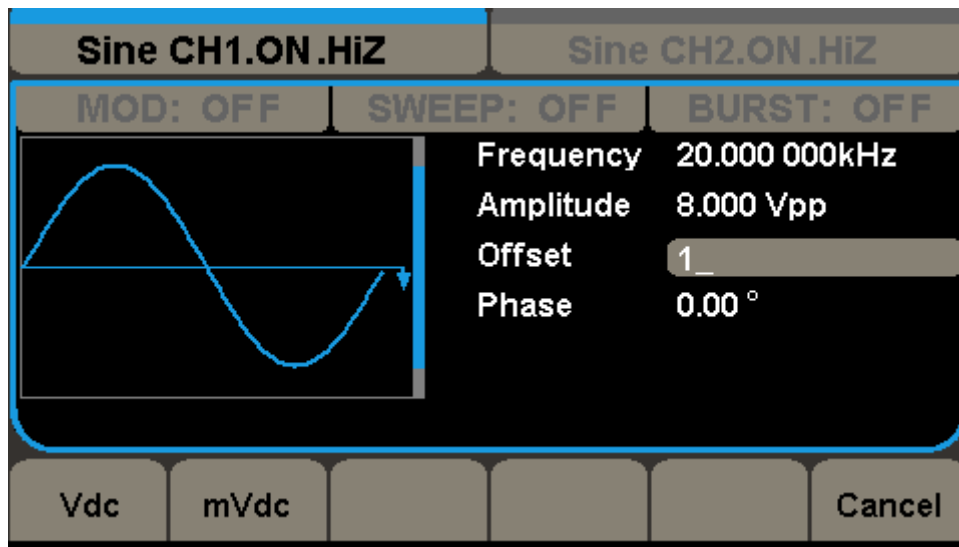 Sine CH1.ON.HiZ
Sine CH2.ON.HiZ
MOD: OFF
SWEEP: OFF
BURST: OFF
Frequency 20.000 000kHz
Amplitude 8.000 Vpp
Offset 1_
Phase 0.00 °
Vdc
mVdc
Cancel